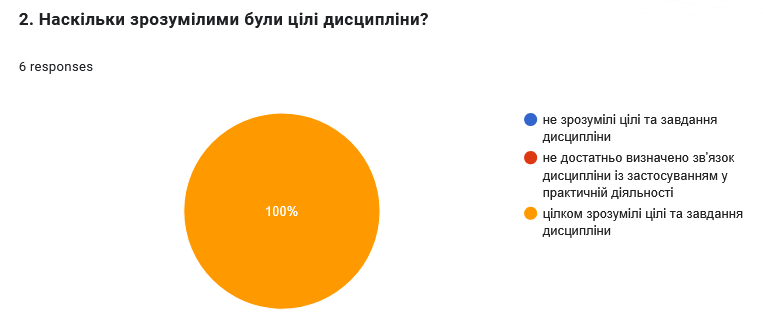 2. Наскільки зрозумілими були цілі дисципліни?
6 responses
100%
не зрозумілі цілі та завдання
дисципліни
не достатньо визначено зв'язок
дисципліни із застосуванням у
практичній діяльності
цілком зрозумілі цілі та завдання
дисципліни